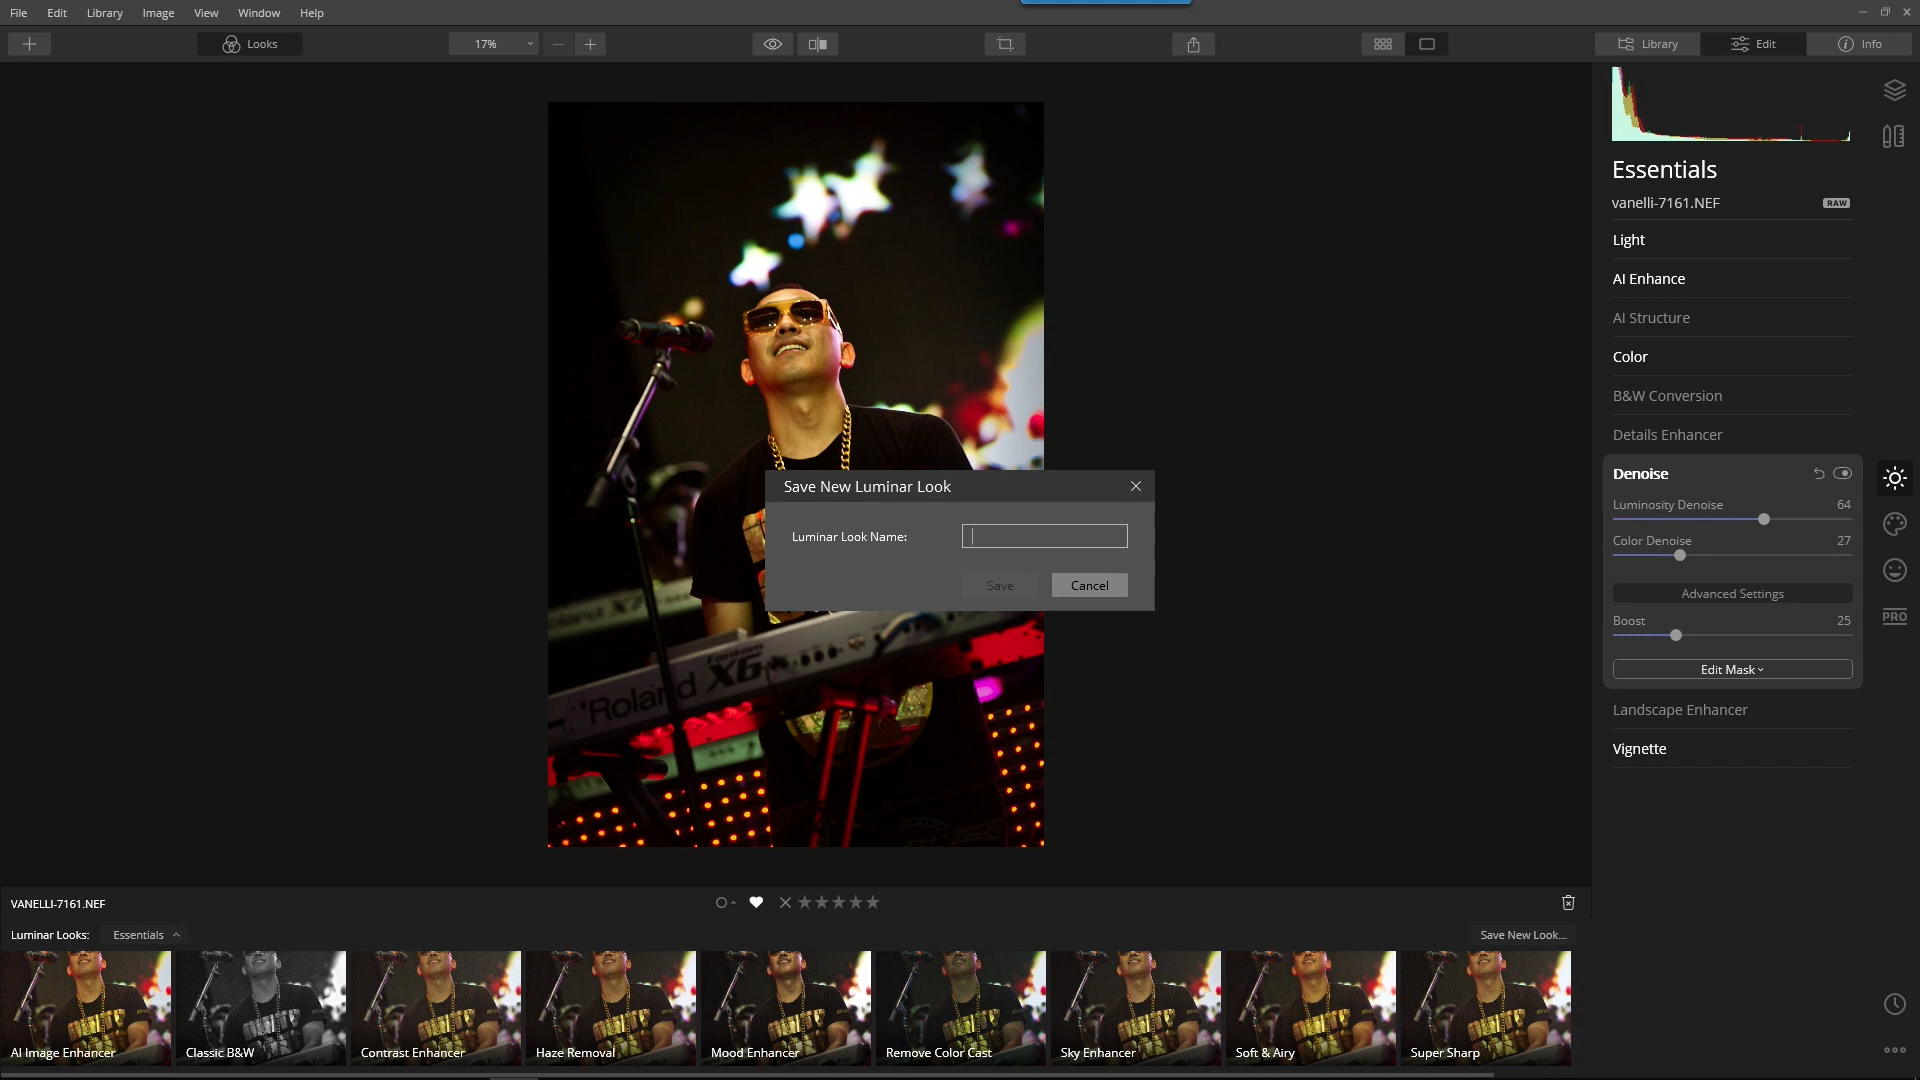 File Edit Library Image View Window Help
Looks 17% Library Edit Info
Essentials
vanelli-7161.NEF RAW
Light
AI Enhance
AI Structure
Color
B&W Conversion
Details Enhancer
Denoise
Luminosity Denoise 64
Color Denoise 27
Advanced Settings
Boost 25
Edit Mask
Landscape Enhancer
Vignette
PRO
Save New Luminar Look
Luminar Look Name:
Save Cancel
Roland X6
VANELLI-7161.NEF
Luminar Looks: Essentials Save New Look...
AI Image Enhancer Classic B&W Contrast Enhancer Haze Removal Mood Enhancer Remove Color Cast Sky Enhancer Soft & Airy Super Sharp